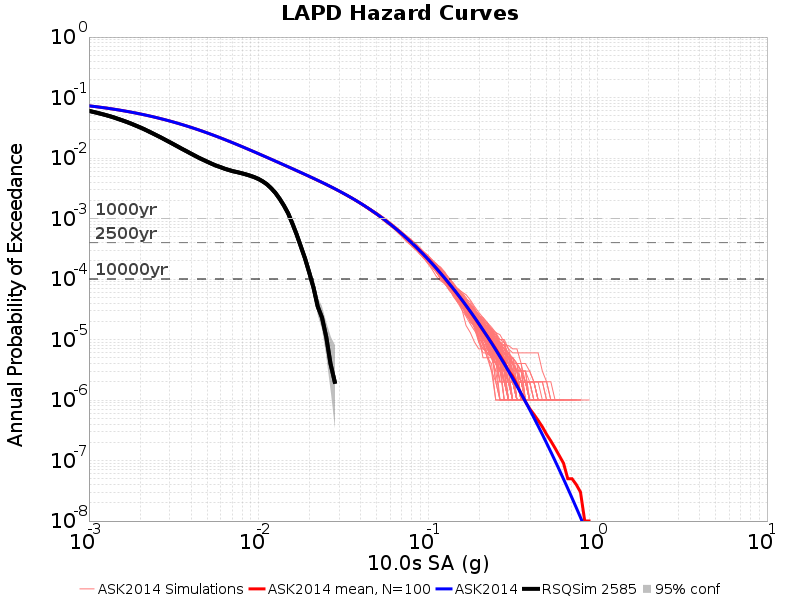 LAPD Hazard Curves
Annual Probability of Exceedance
10^0
10^-1
10^-2
10^-3
10^-4
10^-5
10^-6
10^-7
10^-8
1000yr
2500yr
10000yr
10^-3 10^-2 10^-1 10^0 10^1
10.0s SA (g)
ASK2014 Simulations ASK2014 mean, N=100 ASK2014 RSQSim 2585 95% conf